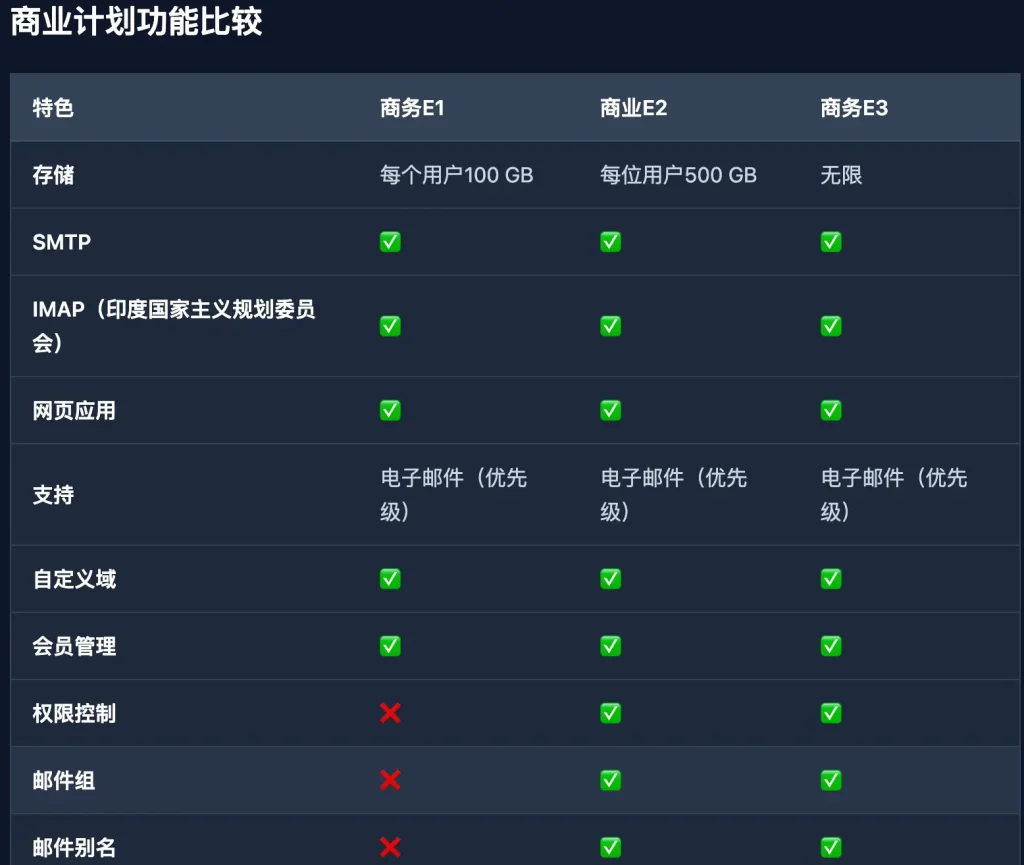 商业计划功能比较
特色 商务E1 商业E2 商务E3
存储 每个用户100 GB 每位用户500 GB 无限
SMTP ✅ ✅ ✅
IMAP（印度国家主义规划委员
会） ✅ ✅ ✅
网页应用 ✅ ✅ ✅
支持 电子邮件（优先 电子邮件（优先 电子邮件（优先
级） 级） 级）
自定义域 ✅ ✅ ✅
会员管理 ✅ ✅ ✅
权限控制 ❌ ✅ ✅
邮件组 ❌ ✅ ✅
邮件别名 ❌ ✅ ✅